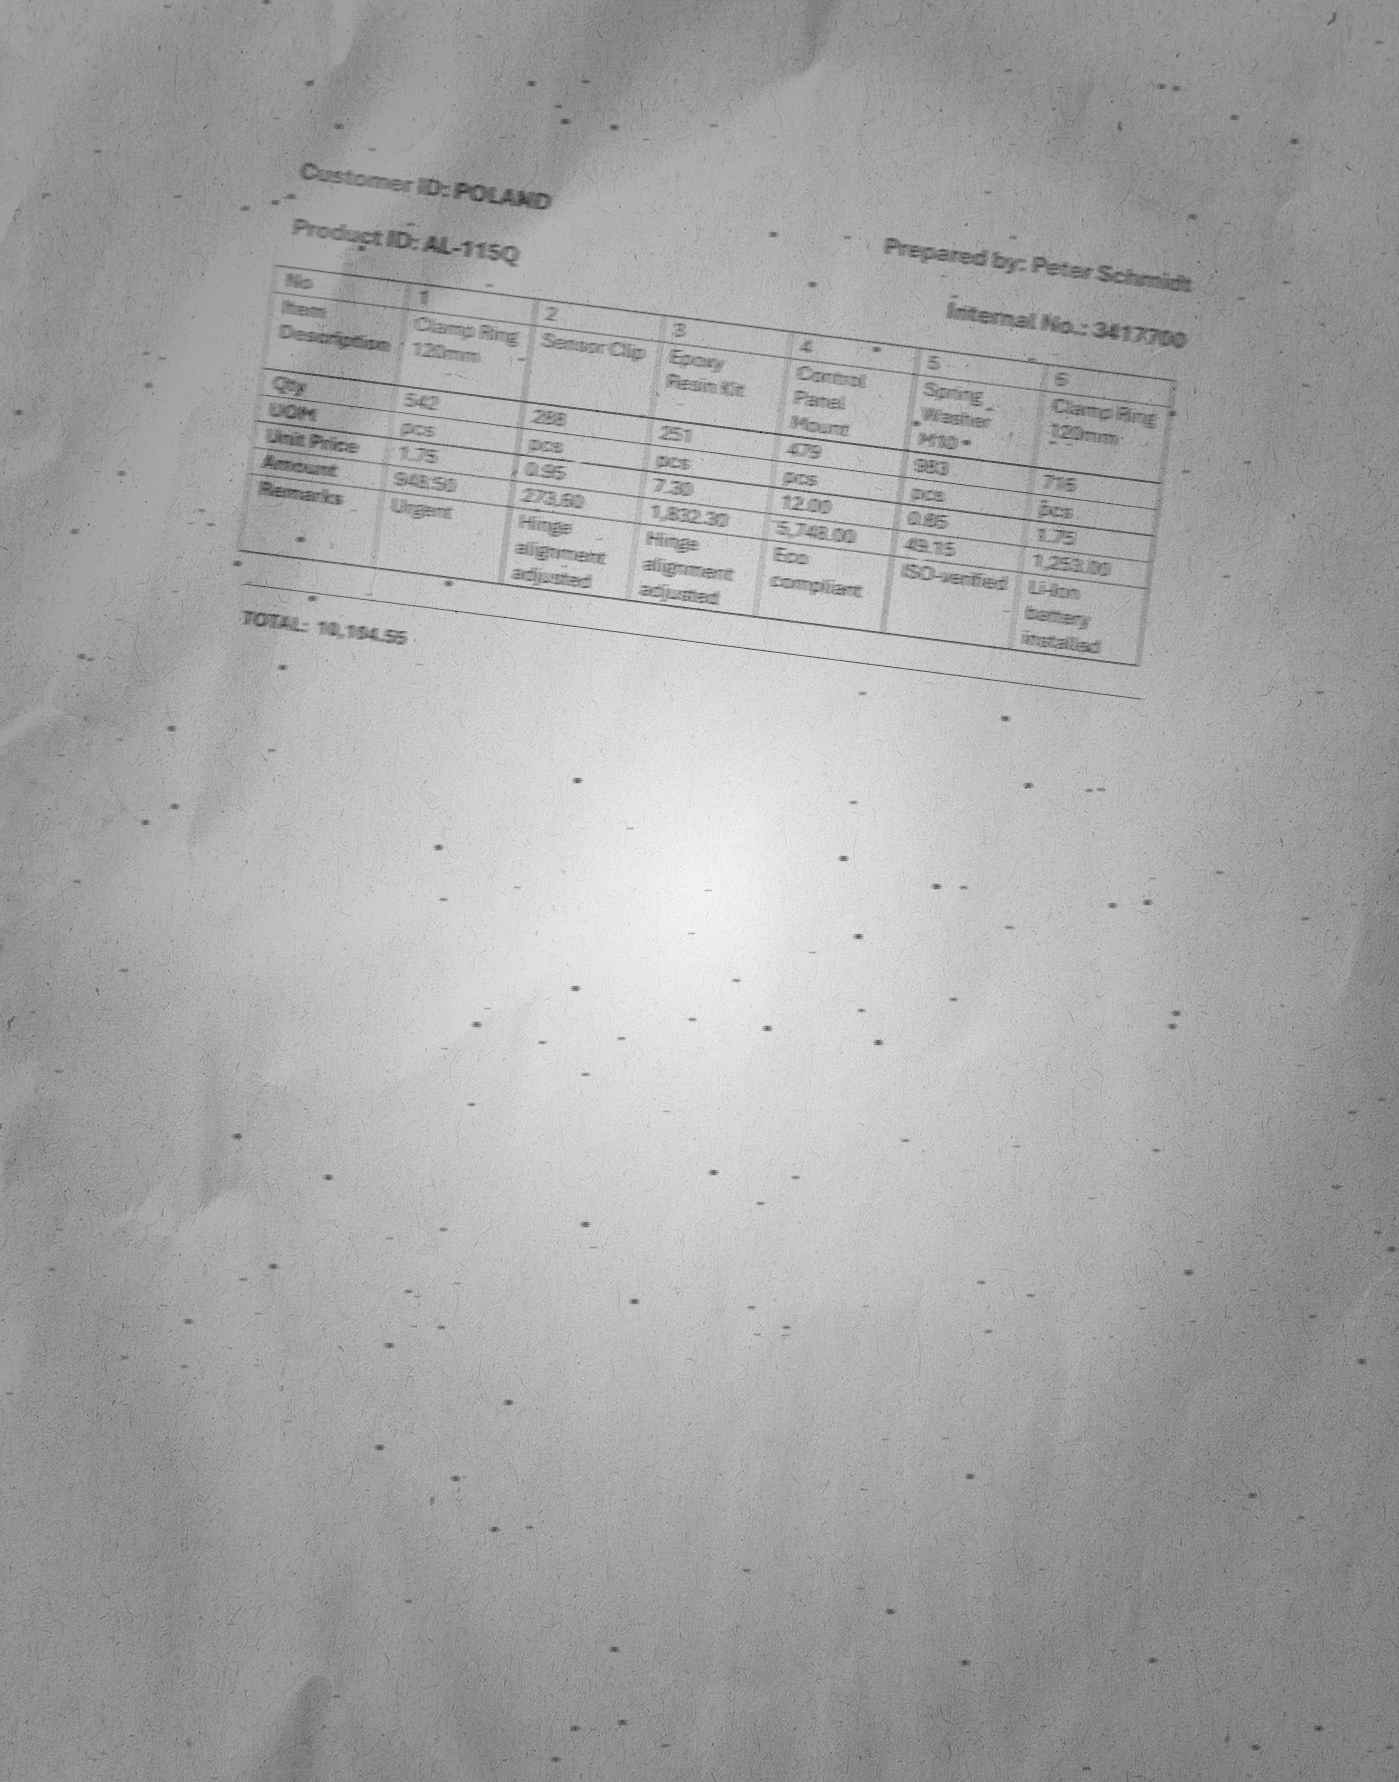 Customer ID: POLAND
Product ID: AL-115Q
Prepared by: Peter Schmidt
Internal No.: 3417700
No 1 2 3 4 5 6
Item Description Clamp Ring 120mm Sensor Clip Epoxy Resin Kit Control Panel Mount Spring Washer M10 Clamp Ring 120mm
Qty 542 288 251 479 983 716
UOM pcs pcs pcs pcs pcs pcs
Unit Price 1.75 0.95 7.30 12.00 0.05 1.75
Amount 948.50 273.60 1,832.30 5,748.00 49.15 1,253.00
Remarks Urgent Hinge alignment adjusted Hinge alignment adjusted Eco compliant ISO-verified Li-Ion battery installed
TOTAL: 10,104.55